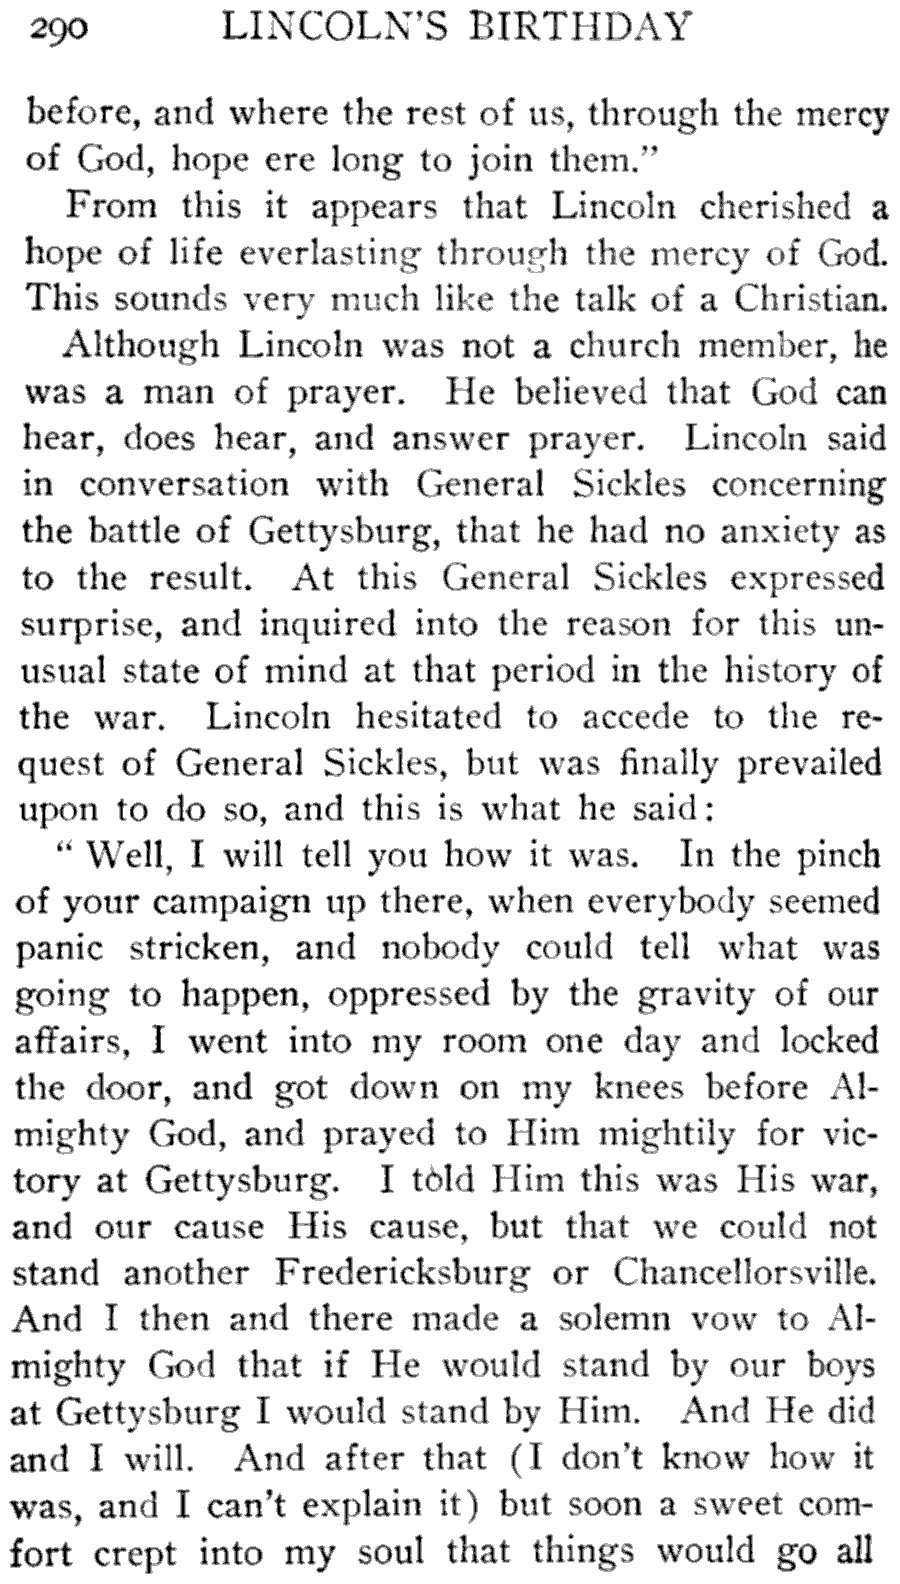 290 LINCOLN'S BIRTHDAY
before, and where the rest of us, through the mercy
of God, hope ere long to join them.”
From this it appears that Lincoln cherished a
hope of life everlasting through the mercy of God.
This sounds very much like the talk of a Christian.
Although Lincoln was not a church member, he
was a man of prayer. He believed that God can
hear, does hear, and answer prayer. Lincoln said
in conversation with General Sickles concerning
the battle of Gettysburg, that he had no anxiety as
to the result. At this General Sickles expressed
surprise, and inquired into the reason for this un-
usual state of mind at that period in the history of
the war. Lincoln hesitated to accede to the re-
quest of General Sickles, but was finally prevailed
upon to do so, and this is what he said:
“ Well, I will tell you how it was. In the pinch
of your campaign up there, when everybody seemed
panic stricken, and nobody could tell what was
going to happen, oppressed by the gravity of our
affairs, I went into my room one day and locked
the door, and got down on my knees before Al-
mighty God, and prayed to Him mightily for vic-
tory at Gettysburg. I told Him this was His war,
and our cause His cause, but that we could not
stand another Fredericksburg or Chancellorsville.
And I then and there made a solemn vow to Al-
mighty God that if He would stand by our boys
at Gettysburg I would stand by Him. And He did
and I will. And after that (I don't know how it
was, and I can't explain it) but soon a sweet com-
fort crept into my soul that things would go all